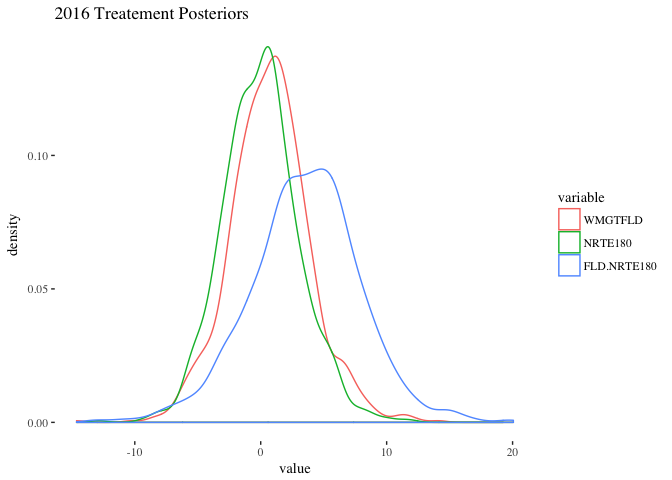 2016 Treatement Posteriors
density
0.10
0.05
0.00
-10
0
10
20
value
variable
WMGTFLD
NRTE180
FLD.NRTE180